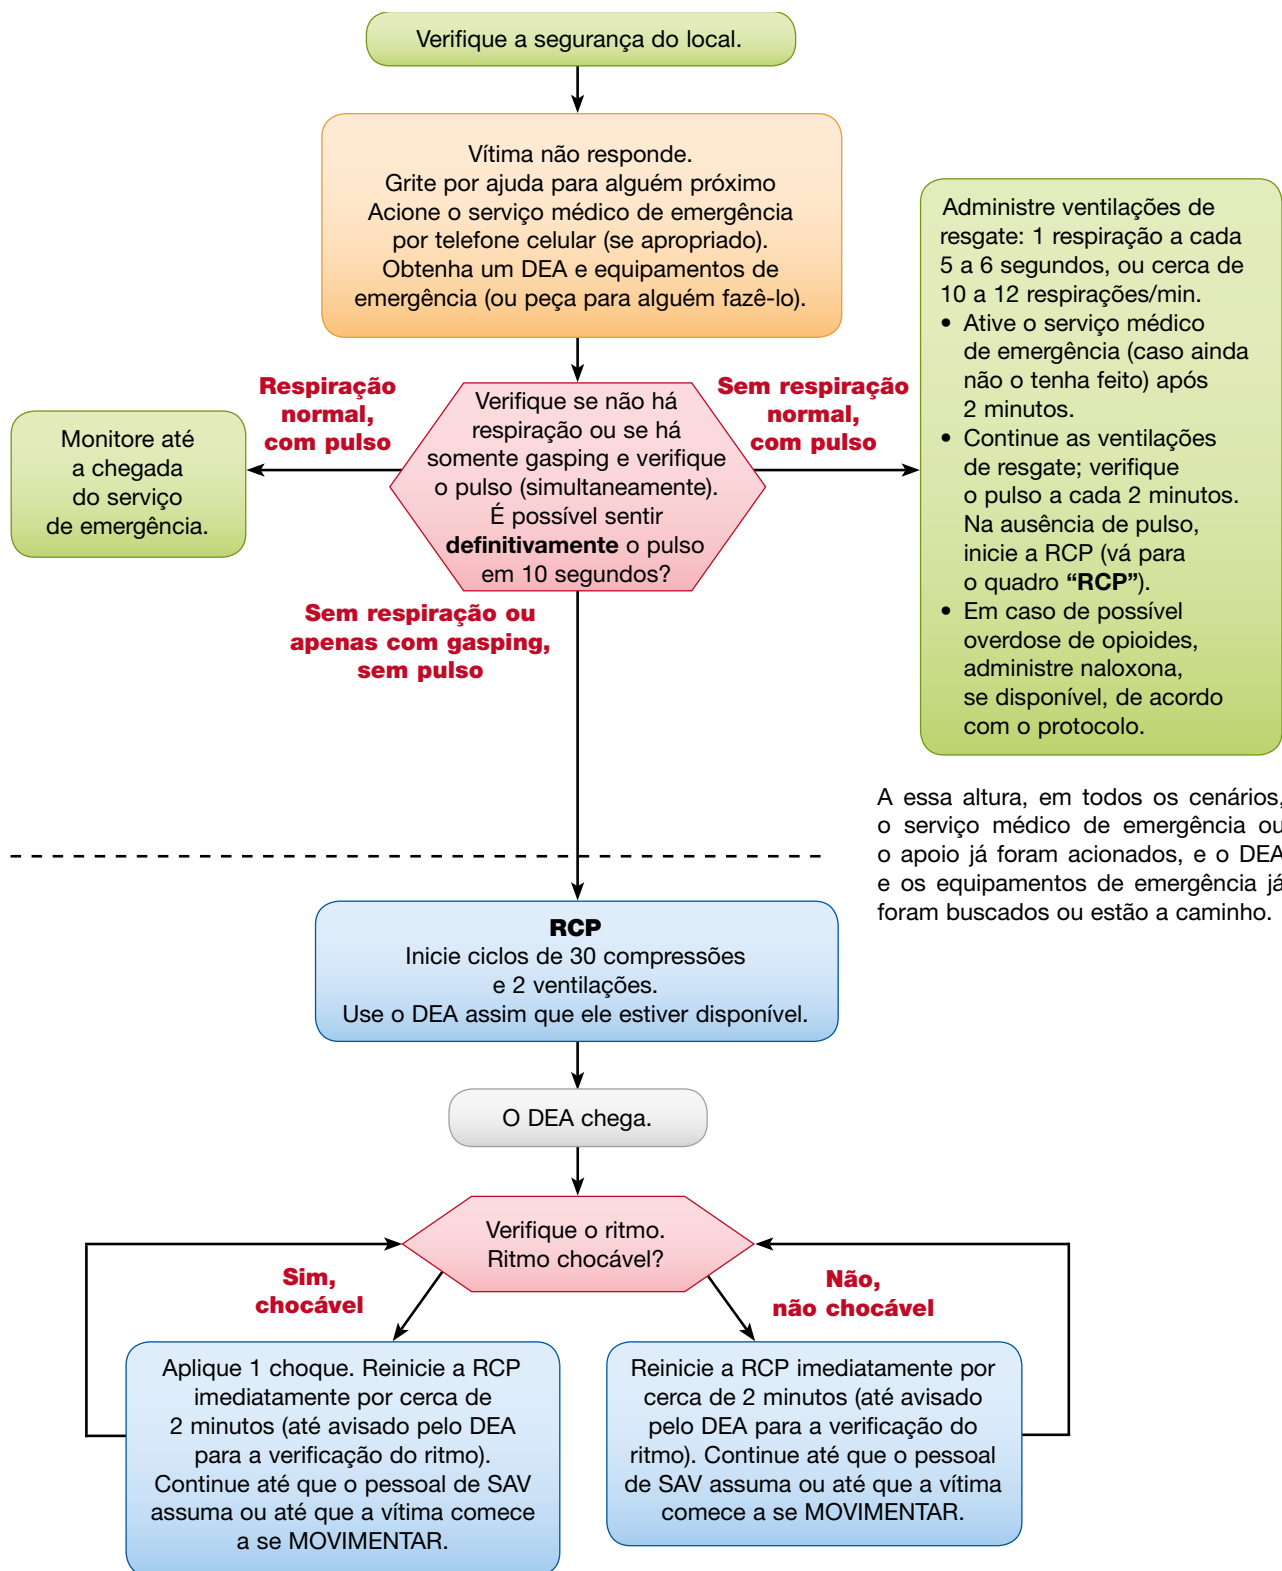 Verifique a segurança do local.
Vítima não responde.
Grite por ajuda para alguém próximo
Acione o serviço médico de emergência
por telefone celular (se apropriado).
Obtenha um DEA e equipamentos de
emergência (ou peça para alguém fazê-lo).
Respiração
normal,
com pulso
Monitore até
a chegada
do serviço
de emergência.
Verifique se não há
respiração ou se há
somente gasping e verifique
o pulso (simultaneamente).
É possível sentir
definitivamente o pulso
em 10 segundos?
Sem respiração
normal,
com pulso
Administre ventilações de
resgate: 1 respiração a cada
5 a 6 segundos, ou cerca de
10 a 12 respirações/min.
• Ative o serviço médico
de emergência (caso ainda
não o tenha feito) após
2 minutos.
• Continue as ventilações
de resgate; verifique
o pulso a cada 2 minutos.
Na ausência de pulso,
inicie a RCP (vá para
o quadro “RCP”).
• Em caso de possível
overdose de opioides,
administre naloxona,
se disponível, de acordo
com o protocolo.
Sem respiração ou
apenas com gasping,
sem pulso
A essa altura, em todos os cenários,
o serviço médico de emergência ou
o apoio já foram acionados, e o DEA
e os equipamentos de emergência já
foram buscados ou estão a caminho.
RCP
Inicie ciclos de 30 compressões
e 2 ventilações.
Use o DEA assim que ele estiver disponível.
O DEA chega.
Verifique o ritmo.
Ritmo chocável?
Sim,
chocável
Não,
não chocável
Aplique 1 choque. Reinicie a RCP
imediatamente por cerca de
2 minutos (até avisado pelo DEA
para a verificação do ritmo).
Continue até que o pessoal de SAV
assuma ou até que a vítima comece
a se MOVIMENTAR.
Reinicie a RCP imediatamente por
cerca de 2 minutos (até avisado
pelo DEA para a verificação do
ritmo). Continue até que o pessoal
de SAV assuma ou até que a vítima
comece a se MOVIMENTAR.